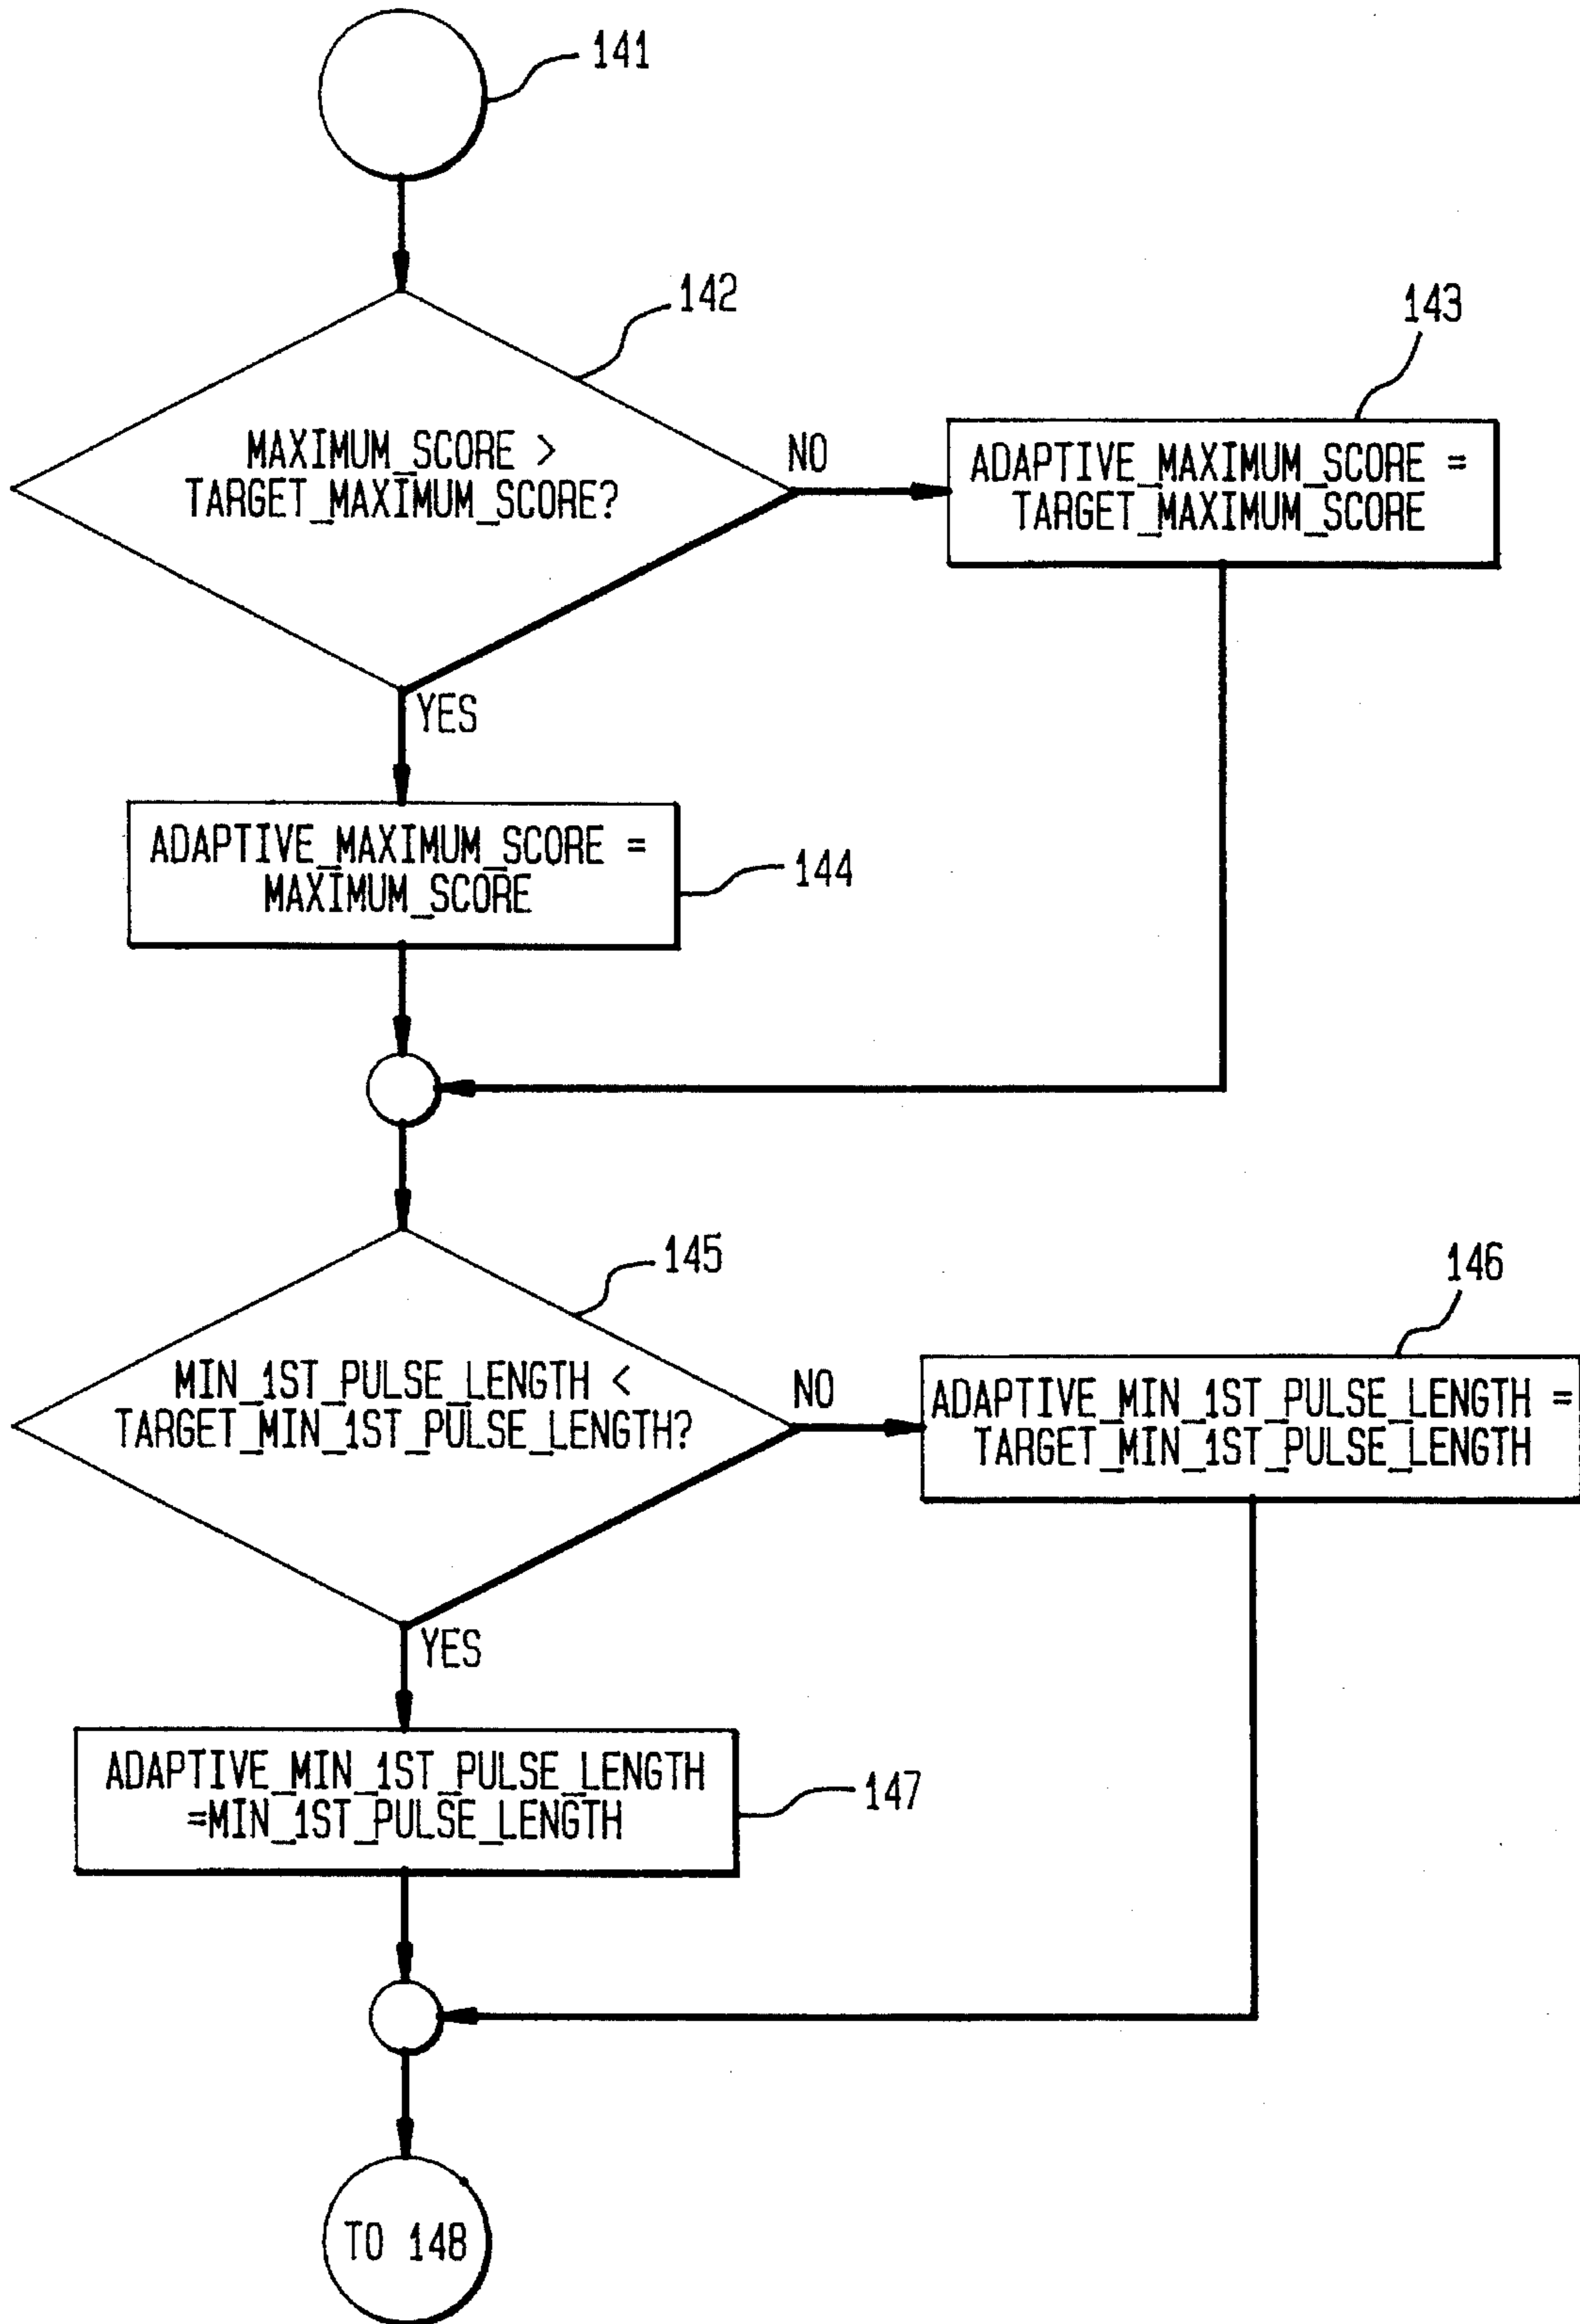 141
142
MAXIMUM_SCORE >
TARGET_MAXIMUM_SCORE?
NO
143
ADAPTIVE_MAXIMUM_SCORE =
TARGET_MAXIMUM_SCORE
YES
ADAPTIVE_MAXIMUM_SCORE =
MAXIMUM_SCORE
144
145
MIN_1ST_PULSE_LENGTH <
TARGET_MIN_1ST_PULSE_LENGTH?
NO
146
ADAPTIVE_MIN_1ST_PULSE_LENGTH =
TARGET_MIN_1ST_PULSE_LENGTH
YES
ADAPTIVE_MIN_1ST_PULSE_LENGTH
=MIN_1ST_PULSE_LENGTH
147
TO 148